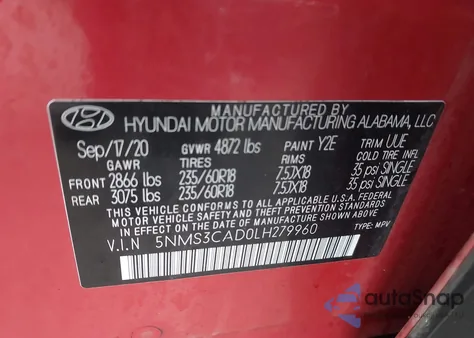 MANUFACTURED BY
HYUNDAI MOTOR MANUFACTURING ALABAMA, LLC
Sep/17/20 GVWR 4872 lbs PAINT Y2E TRIM UUE
GAWR TIRES RIMS COLD TIRE INFL
FRONT 2866 lbs 235/60R18 7.5JX18 35 psi SINGLE
REAR 3075 lbs 235/60R18 7.5JX18 35 psi SINGLE
THIS VEHICLE CONFORMS TO ALL APPLICABLE U.S. FEDERAL
MOTOR VEHICLE SAFETY, BUMPER, AND THEFT PREVENTION STANDARDS
IN EFFECT ON THE DATE OF MANUFACTURE SHOWN ABOVE.
V.I.N 5NMS3CAD0LH279960 TYPE: MPV
autoSnap